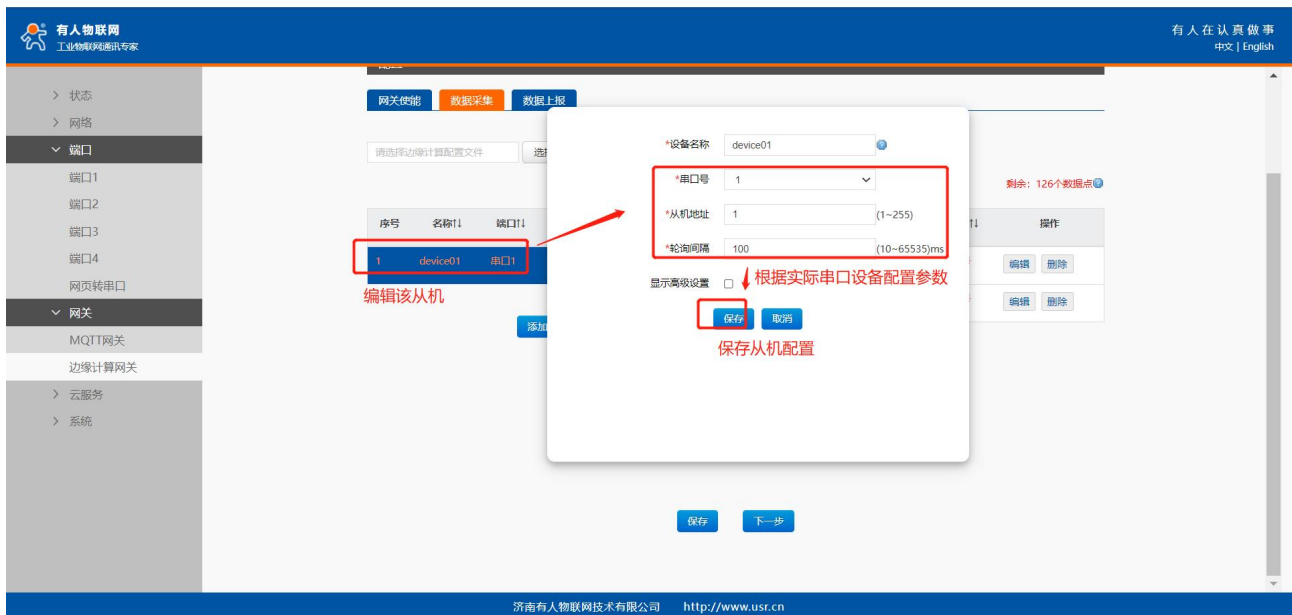 有人物联网
工业物联网通讯专家
有人在认真做事
中文 | English
状态
网络
端口
端口1
端口2
端口3
端口4
网页转串口
网关
MQTT网关
边缘计算网关
云服务
系统
网关使能 数据采集 数据上报
请选择边缘计算配置文件
剩余：126个数据点
序号 名称↑↓ 端口↑↓ 操作
1 device01 串口1 编辑 删除
编辑 删除
编辑该从机
添加
*设备名称 device01
*串口号 1
*从机地址 1 (1~255)
*轮询间隔 100 (10~65535)ms
显示高级设置
根据实际串口设备配置参数
保存 取消
保存从机配置
保存 下一步
济南有人物联网技术有限公司 http://www.usr.cn